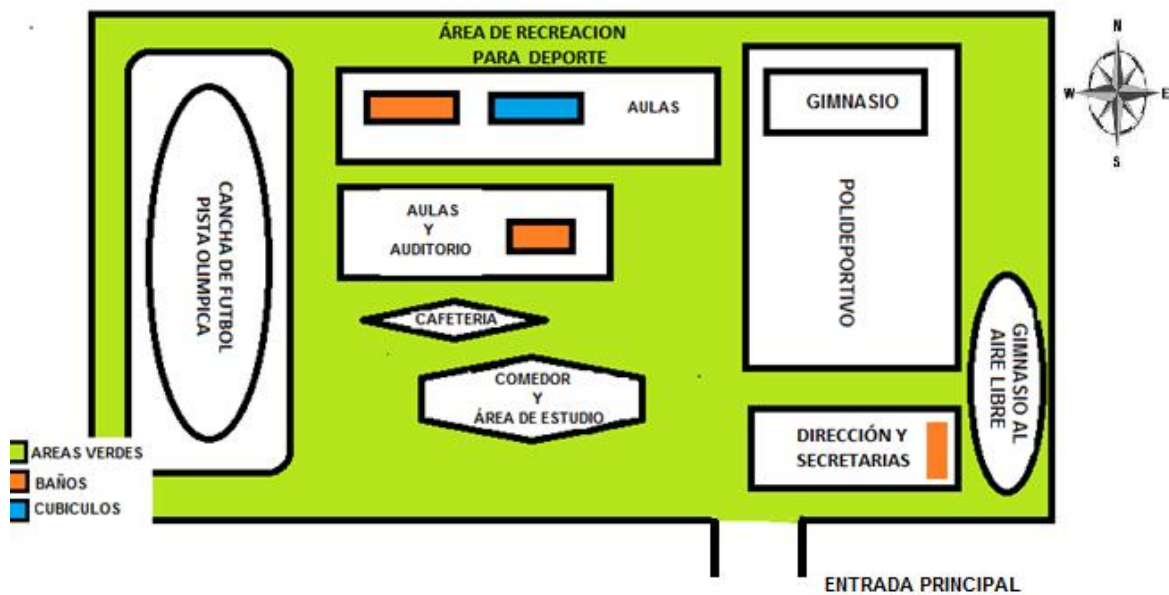 ÁREA DE RECREACION
PARA DEPORTE
N
W
E
S
AULAS
GIMNASIO
CANCHA DE FUTBOL
PISTA OLIMPICA
AULAS
Y
AUDITORIO
POLIDEPORTIVO
CAFETERIA
GIMNASIO AL
AIRE LIBRE
COMEDOR
Y
ÁREA DE ESTUDIO
DIRECCIÓN Y
SECRETARIAS
AREAS VERDES
BAÑOS
CUBICULOS
ENTRADA PRINCIPAL